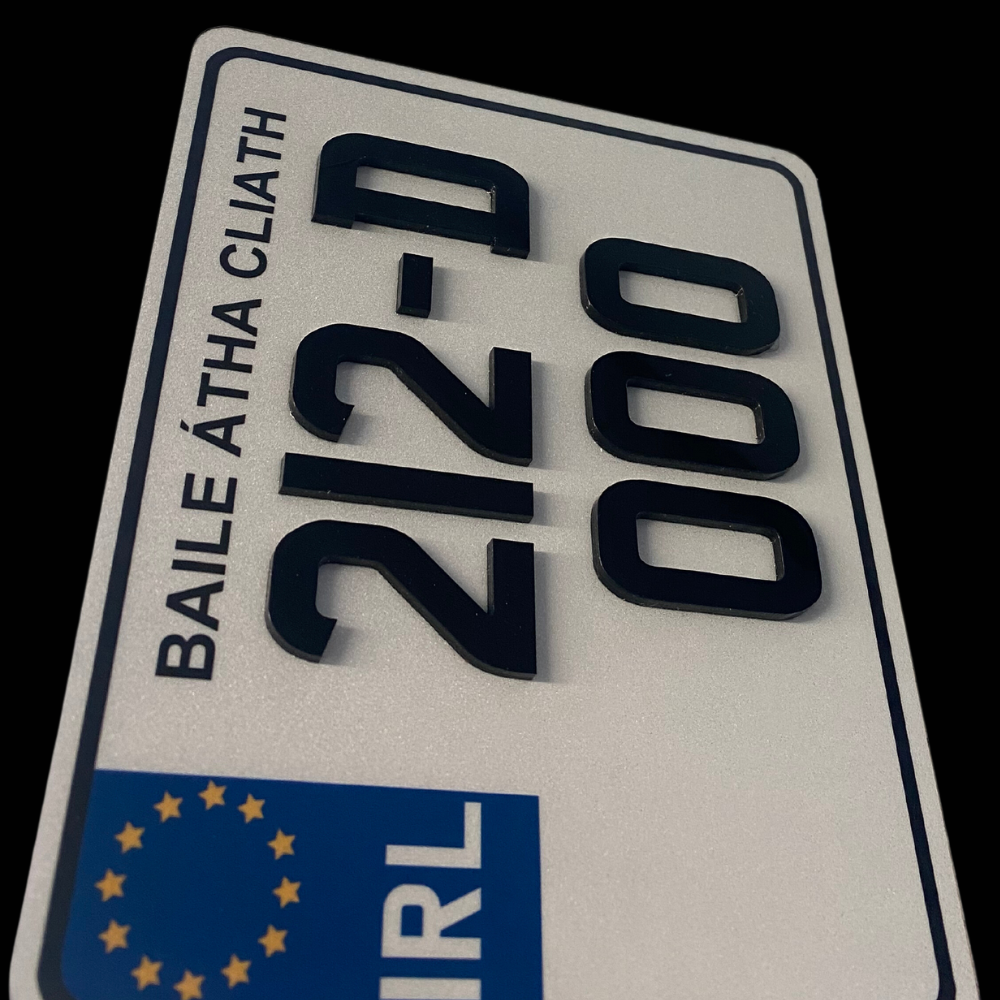 BAILE ÁTHA CLIATH
212-D
000
IRL